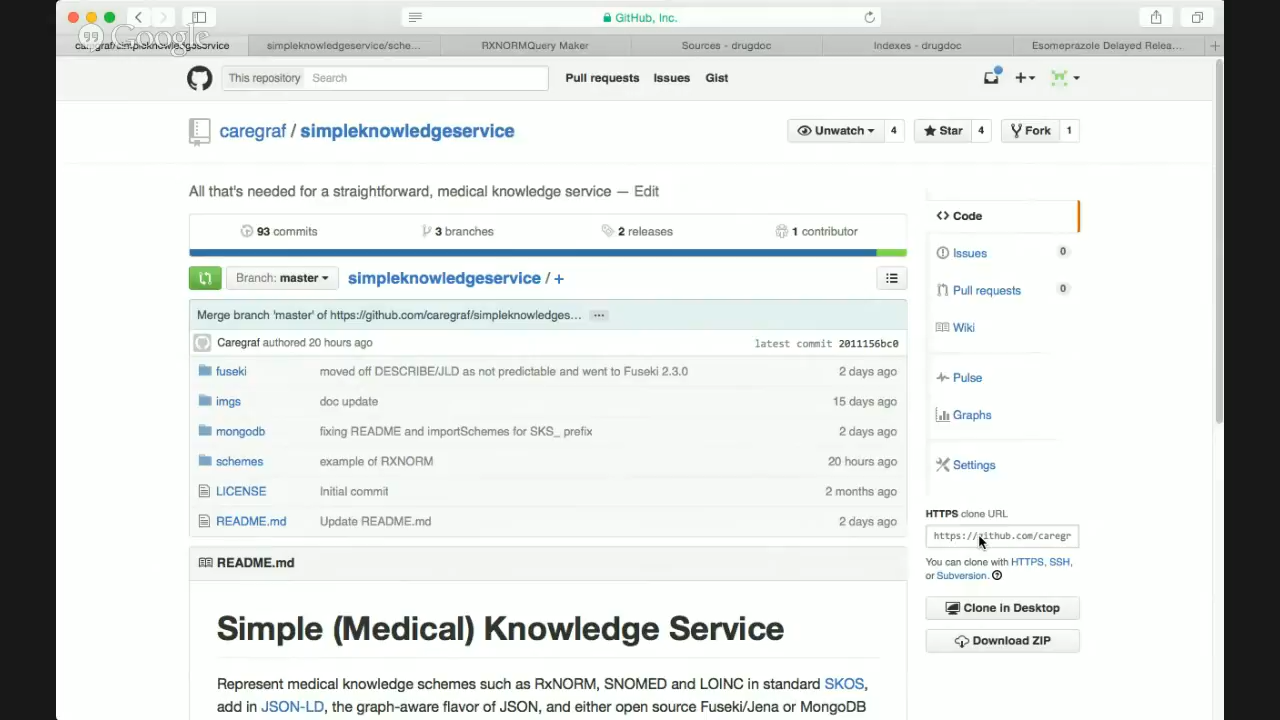 GitHub, Inc.
Google
caregraf/simpleknowledgeservice
simpleknowledgeservice/sche...
RXNORMQuery Maker
Sources - drugdoc
Indexes - drugdoc
Esomeprazole Delayed Relea...
This repository Search
Pull requests Issues Gist
caregraf / simpleknowledgeservice
Unwatch 4 Star 4 Fork 1
All that's needed for a straightforward, medical knowledge service — Edit
93 commits 3 branches 2 releases 1 contributor
Branch: master simpleknowledgeservice / +
Merge branch 'master' of https://github.com/caregraf/simpleknowledges... ...
Caregraf authored 20 hours ago latest commit 2011156bc0
fuseki moved off DESCRIBE/JLD as not predictable and went to Fuseki 2.3.0 2 days ago
imgs doc update 15 days ago
mongodb fixing README and importSchemes for SKS_ prefix 2 days ago
schemes example of RXNORM 20 hours ago
LICENSE Initial commit 2 months ago
README.md Update README.md 2 days ago
README.md
Simple (Medical) Knowledge Service
Represent medical knowledge schemes such as RxNORM, SNOMED and LOINC in standard SKOS,
add in JSON-LD, the graph-aware flavor of JSON, and either open source Fuseki/Jena or MongoDB
Code
Issues 0
Pull requests 0
Wiki
Pulse
Graphs
Settings
HTTPS clone URL
https://github.com/caregr
You can clone with HTTPS, SSH,
or Subversion.
Clone in Desktop
Download ZIP